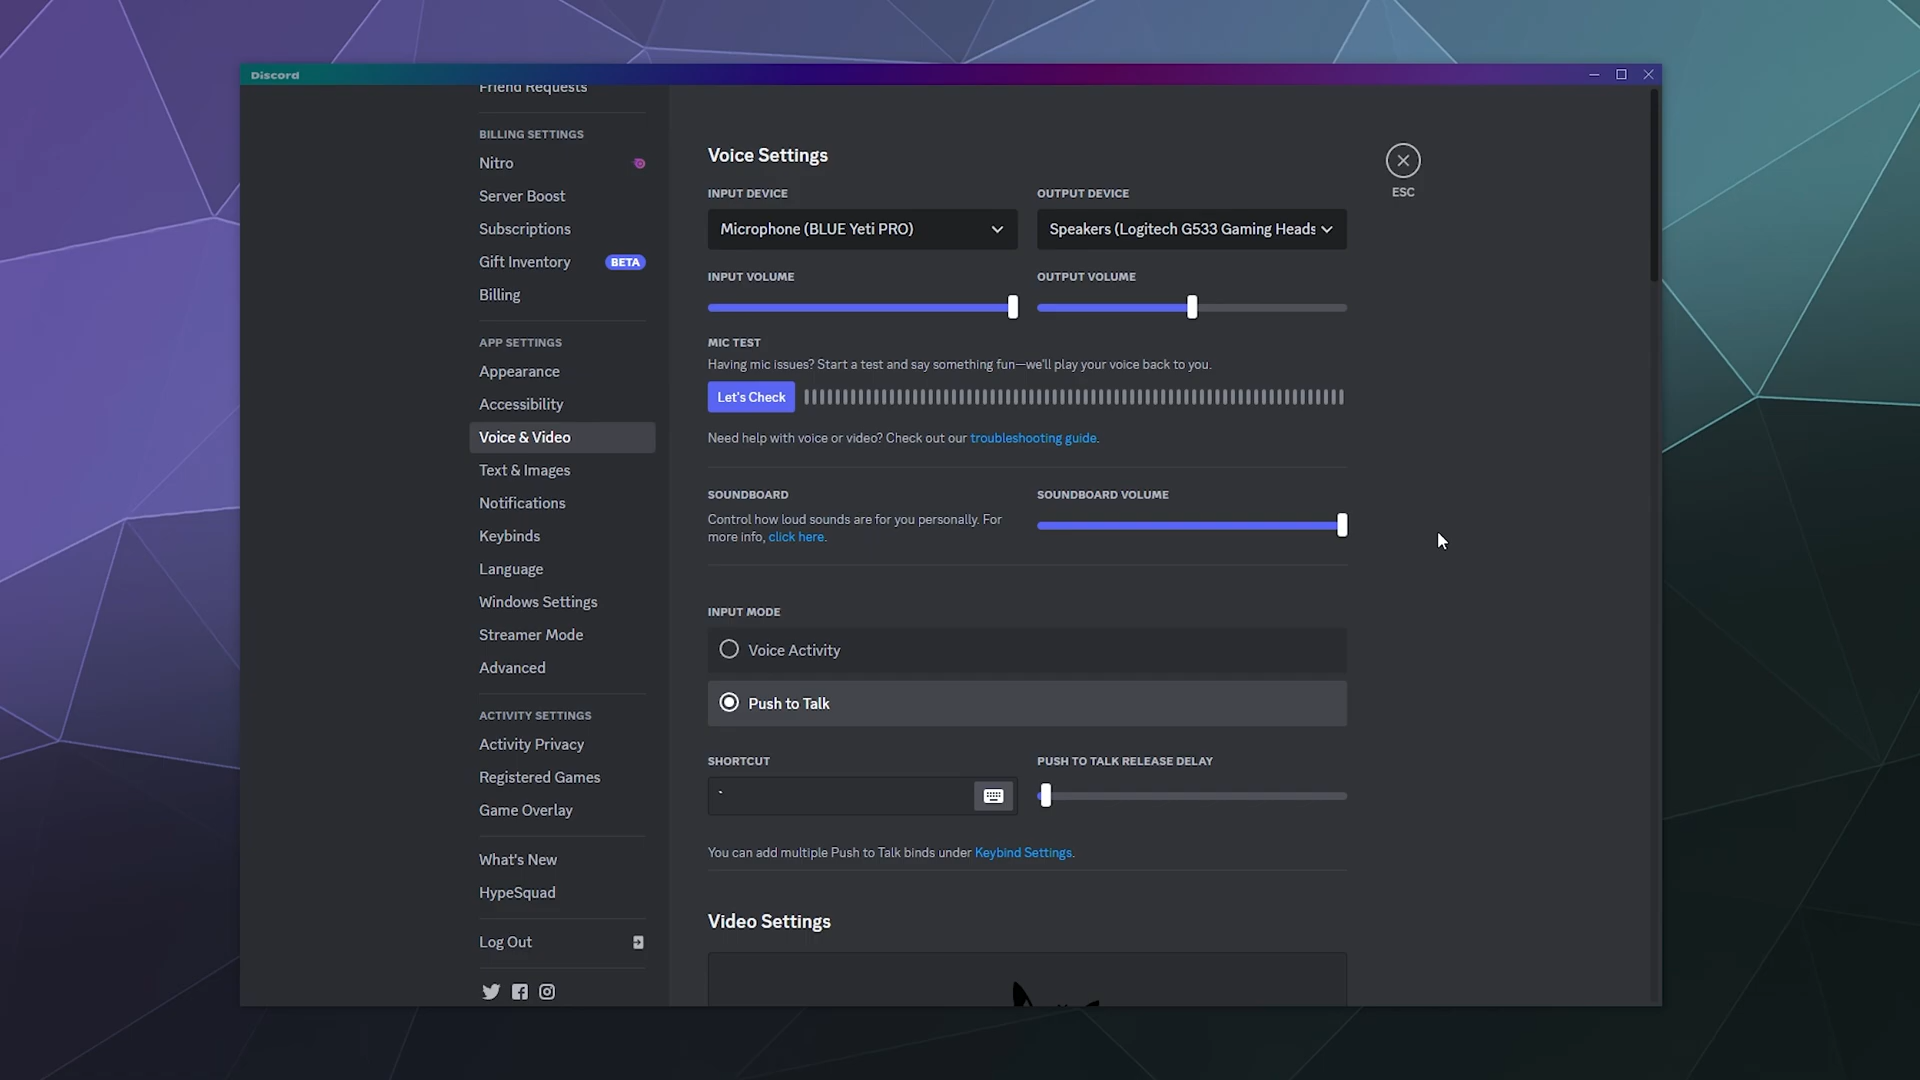 Discord
Friend Requests
BILLING SETTINGS
Nitro
Server Boost
Subscriptions
Gift Inventory BETA
Billing
APP SETTINGS
Appearance
Accessibility
Voice & Video
Text & Images
Notifications
Keybinds
Language
Windows Settings
Streamer Mode
Advanced
ACTIVITY SETTINGS
Activity Privacy
Registered Games
Game Overlay
What's New
HypeSquad
Log Out
Voice Settings
INPUT DEVICE
Microphone (BLUE Yeti PRO)
OUTPUT DEVICE
Speakers (Logitech G533 Gaming Heads
ESC
INPUT VOLUME
OUTPUT VOLUME
MIC TEST
Having mic issues? Start a test and say something fun—we'll play your voice back to you.
Let's Check
Need help with voice or video? Check out our troubleshooting guide.
SOUNDBOARD
Control how loud sounds are for you personally. For
more info, click here.
SOUNDBOARD VOLUME
INPUT MODE
Voice Activity
Push to Talk
SHORTCUT
`
PUSH TO TALK RELEASE DELAY
You can add multiple Push to Talk binds under Keybind Settings.
Video Settings